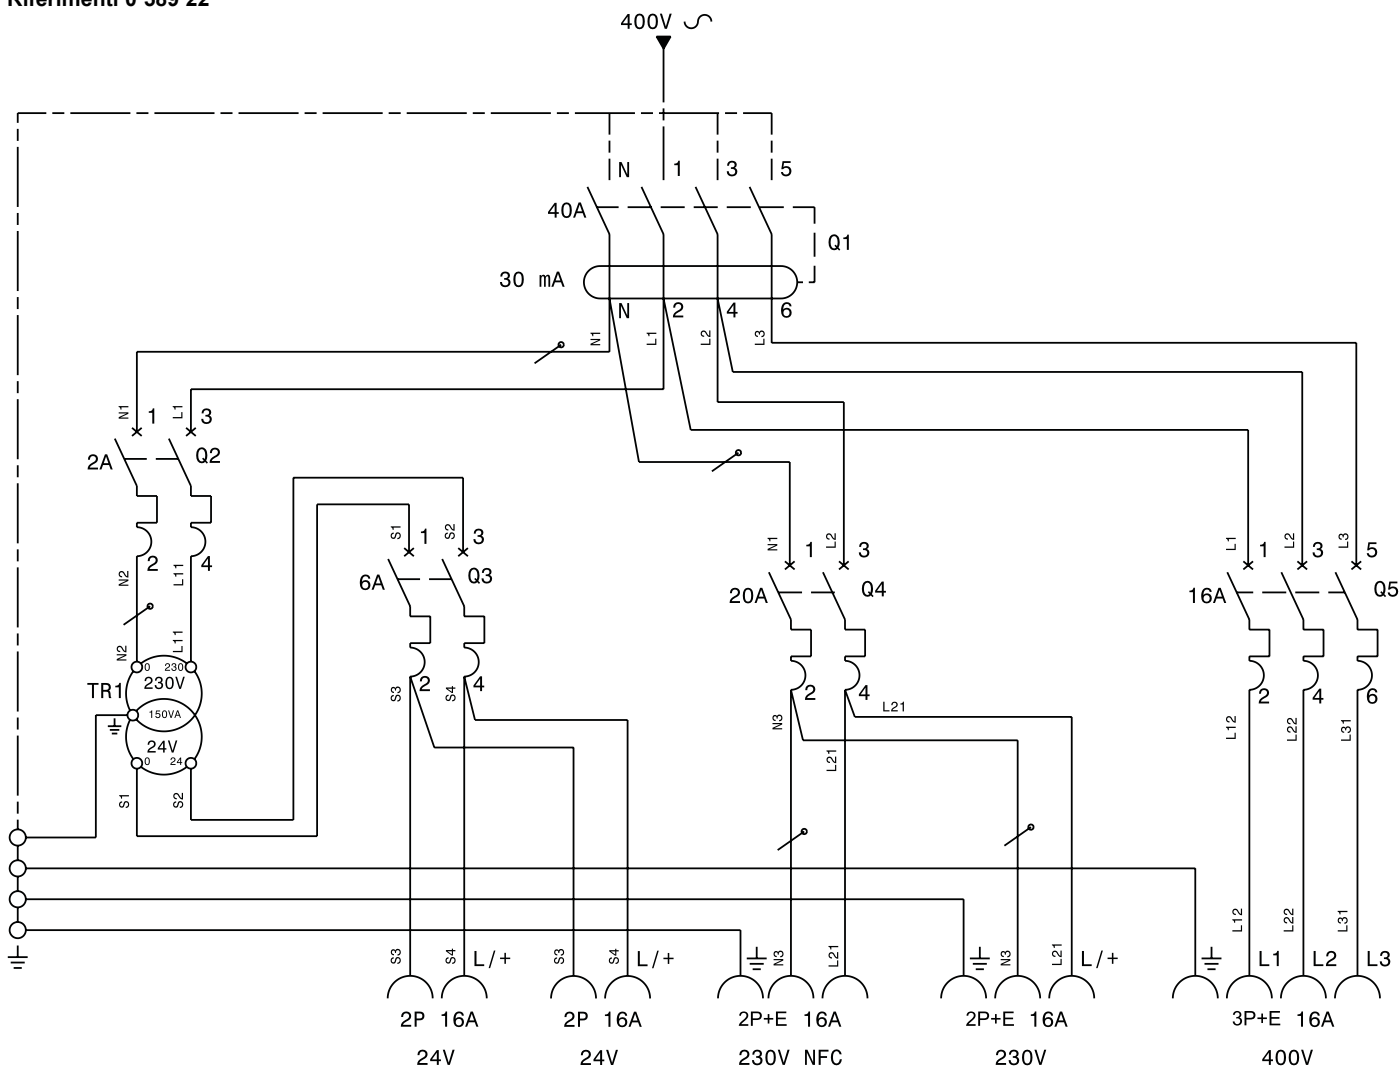 Riferimenti 0 589 22
400V
N 1 3 5
40A
Q1
30 mA
N 2 4 6
N1 L1 L2 L3
N1 1 L1 3
2A Q2
2 4
N2 L11
N2 L11
0 230
230V
TR1
150VA
24V
0 24
S1 S2
S1 1 S2 3
6A Q3
S3 2 S4 4
N1 1 L2 3
20A Q4
2 4
N3 L21
L21
L1 1 L2 3 L3 5
16A Q5
2 4 6
L12 L22 L31
L12 L22 L31
S3 S4 L/+ S3 S4 L/+ N3 L21 N3 L21 L/+ L1 L2 L3
2P 16A 2P 16A 2P+E 16A 2P+E 16A 3P+E 16A
24V 24V 230V NFC 230V 400V